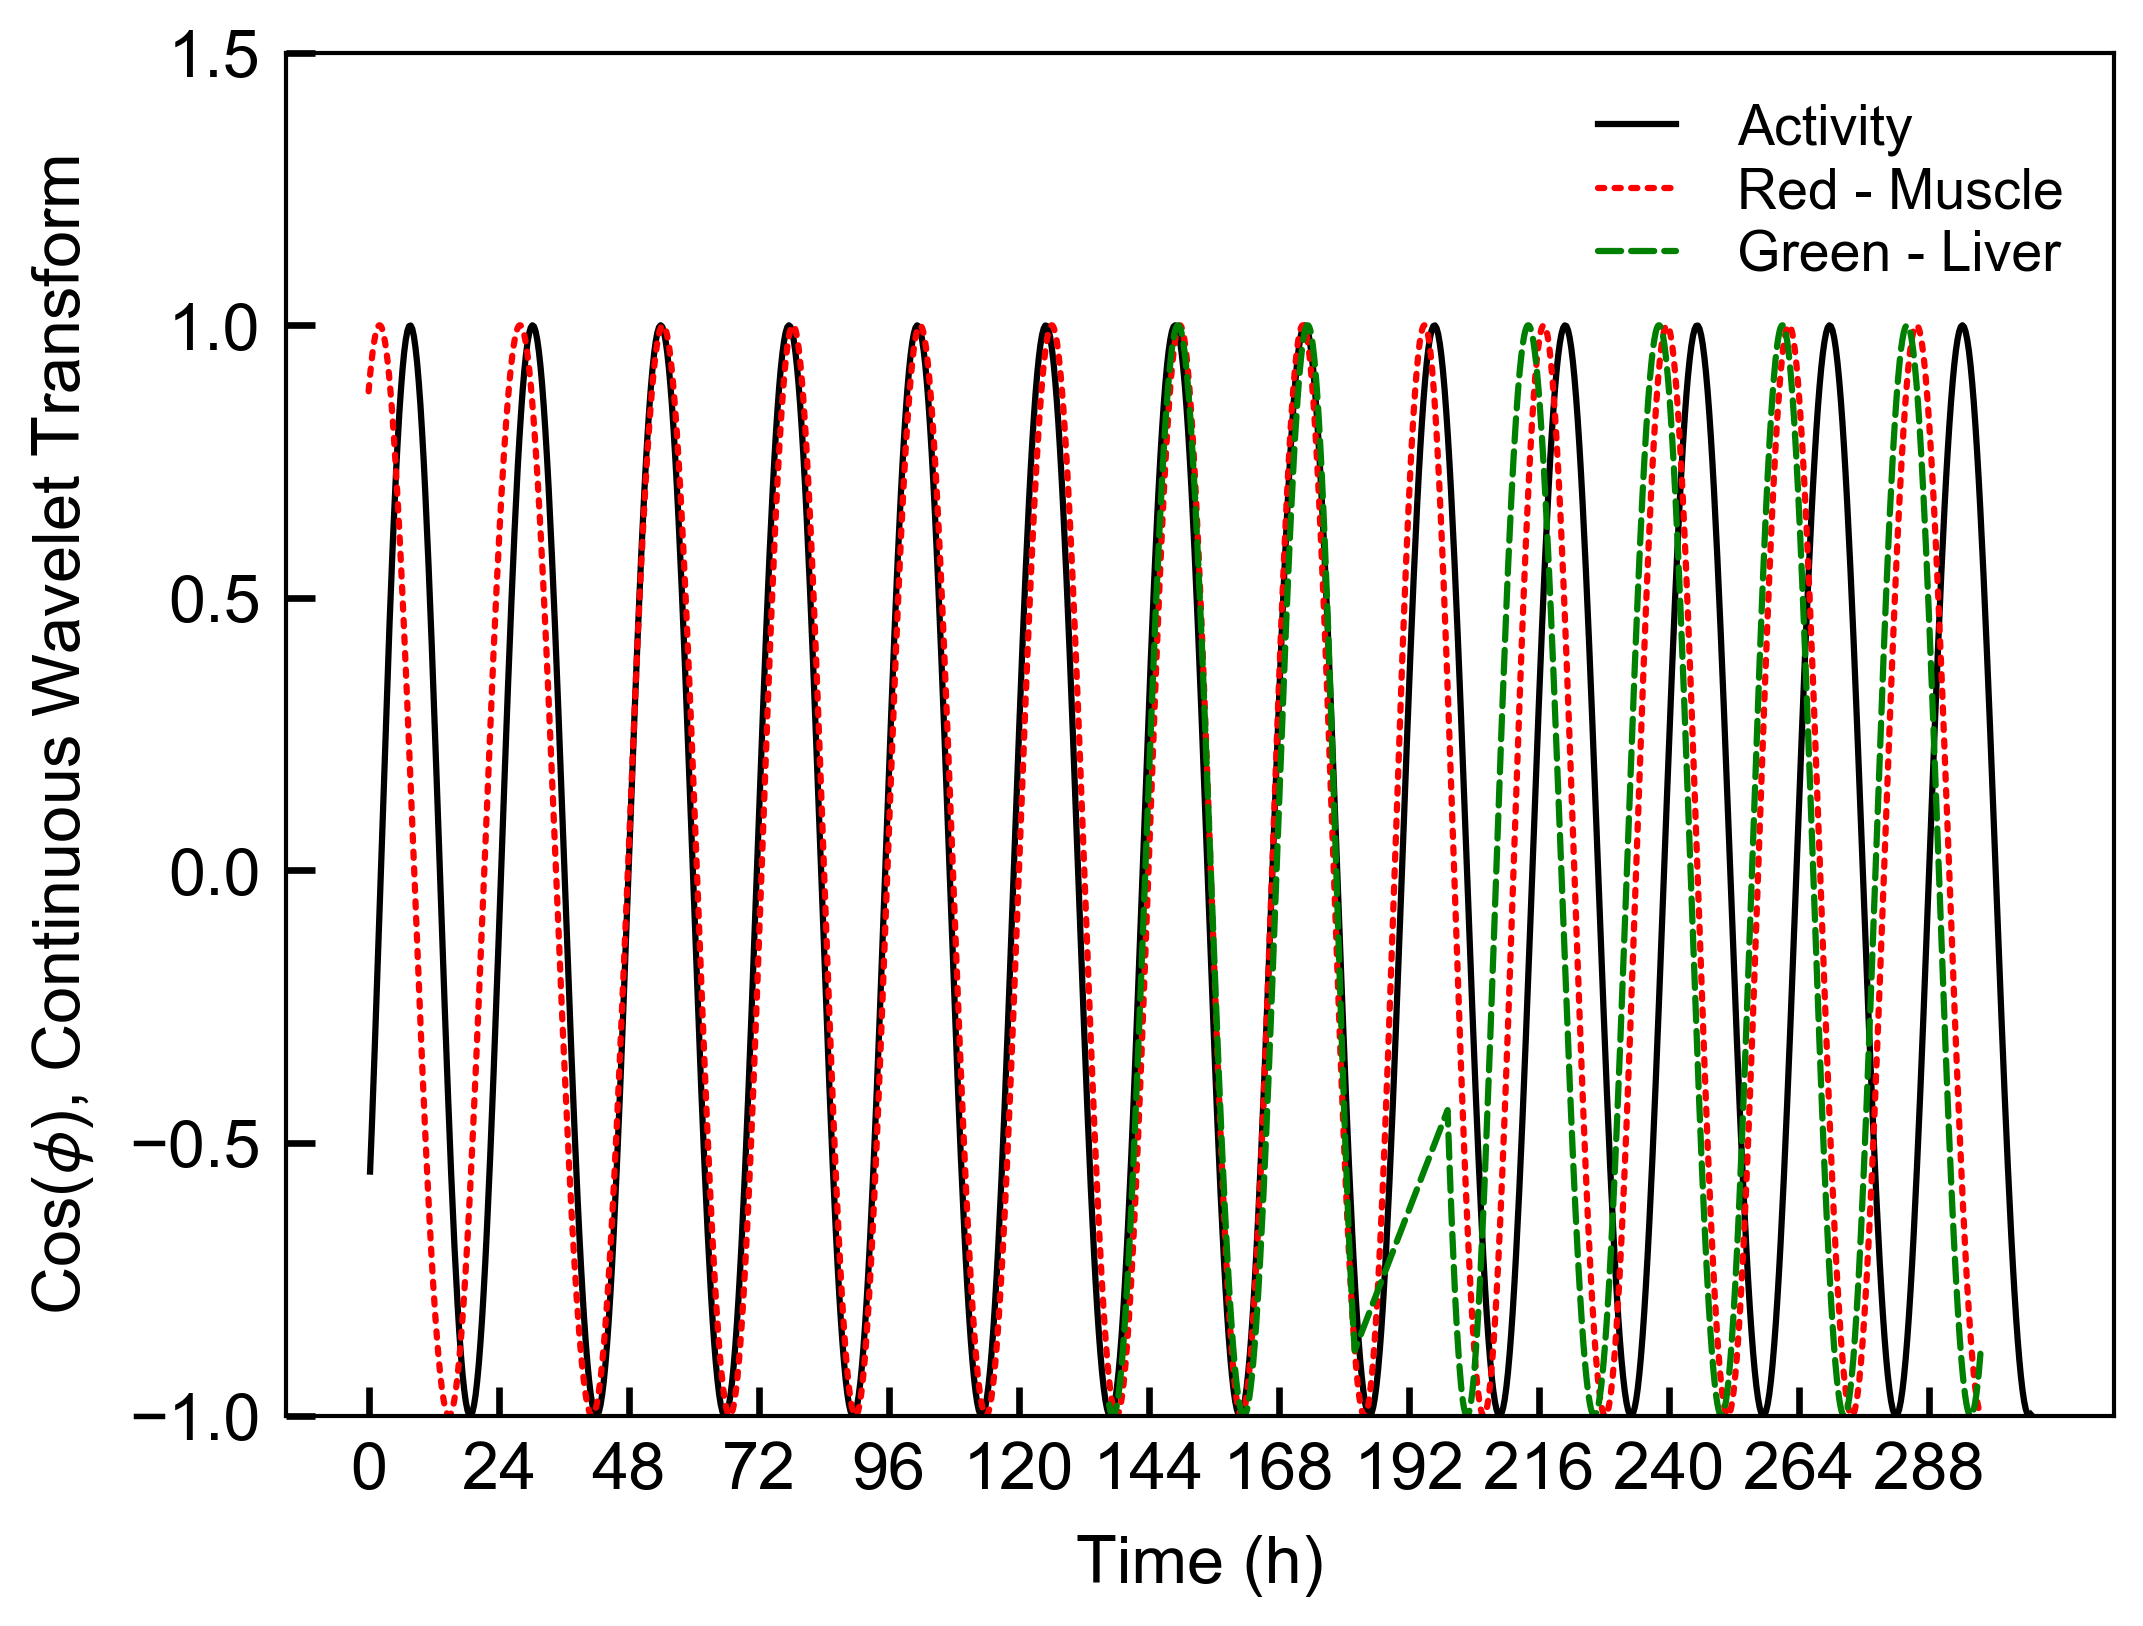 Cos(ϕ), Continuous Wavelet Transform
1.5
1.0
0.5
0.0
−0.5
−1.0
Activity
Red - Muscle
Green - Liver
0 24 48 72 96 120 144 168 192 216 240 264 288
Time (h)